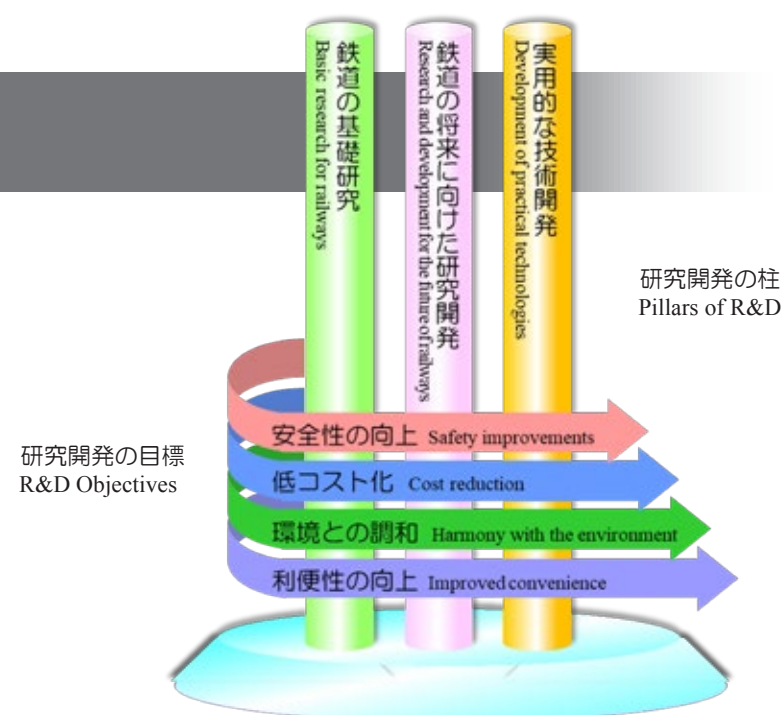 鉄道の基礎研究
Basic research for railways
鉄道の将来に向けた研究開発
Research and development for the future of railways
実用的な技術開発
Development of practical technologies
研究開発の柱
Pillars of R&D
研究開発の目標
R&D Objectives
安全性の向上 Safety improvements
低コスト化 Cost reduction
環境との調和 Harmony with the environment
利便性の向上 Improved convenience